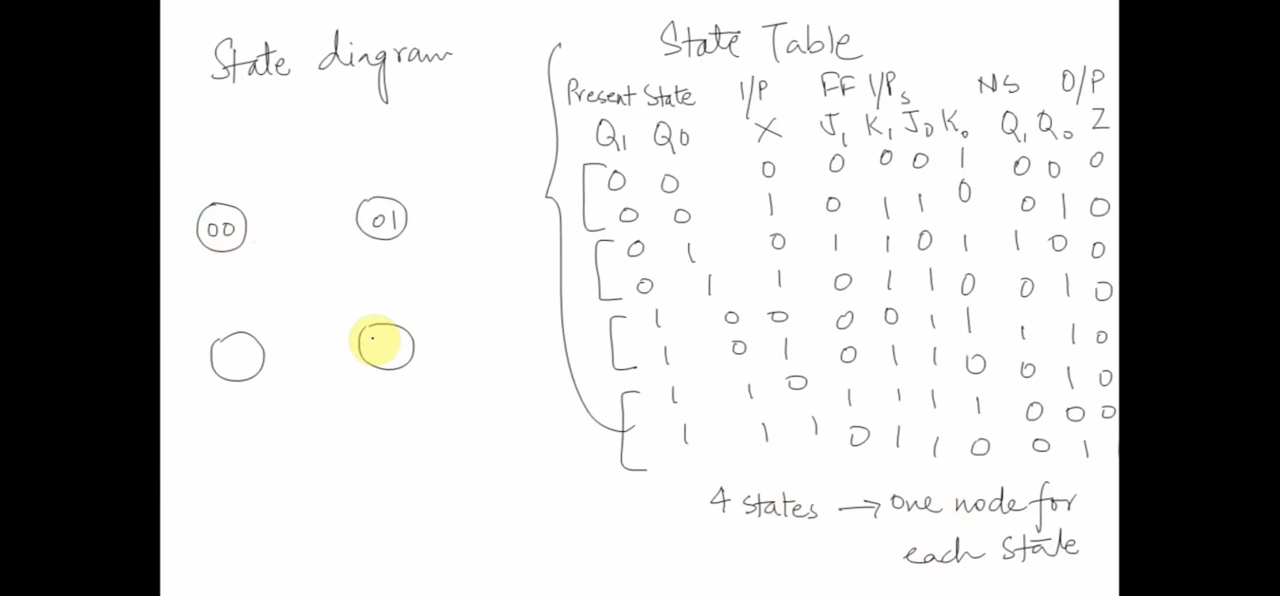 State diagram
00 01
State Table
Present State I/P FF I/Ps NS O/P
Q1 Q0 X J1 K1 J0 K0 Q1 Q0 Z
0 0 0 0 0 0 1 0 0 0
0 0 1 0 1 1 0 0 1 0
0 1 0 1 1 0 1 1 0 0
0 1 1 0 1 1 0 0 1 0
1 0 0 0 0 1 1 1 1 0
1 0 1 0 1 1 0 0 1 0
1 1 0 1 1 1 1 0 0 0
1 1 1 0 1 1 0 0 1
4 states → one node for
each state